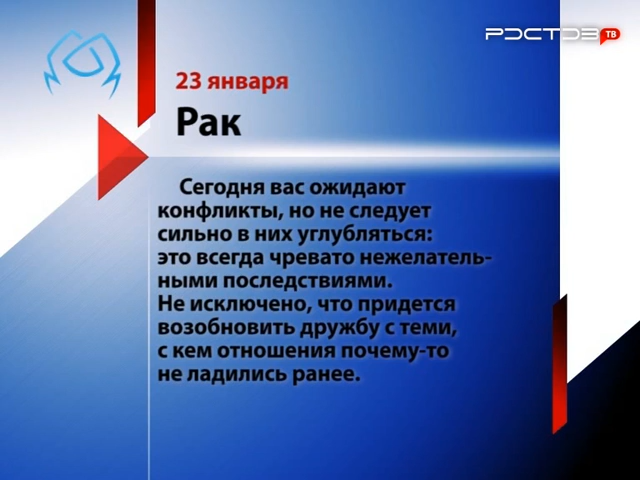 РОСТОВ ТВ
23 января
Рак
Сегодня вас ожидают
конфликты, но не следует
сильно в них углубляться:
это всегда чревато нежелатель-
ными последствиями.
Не исключено, что придется
возобновить дружбу с теми,
с кем отношения почему-то
не ладились ранее.